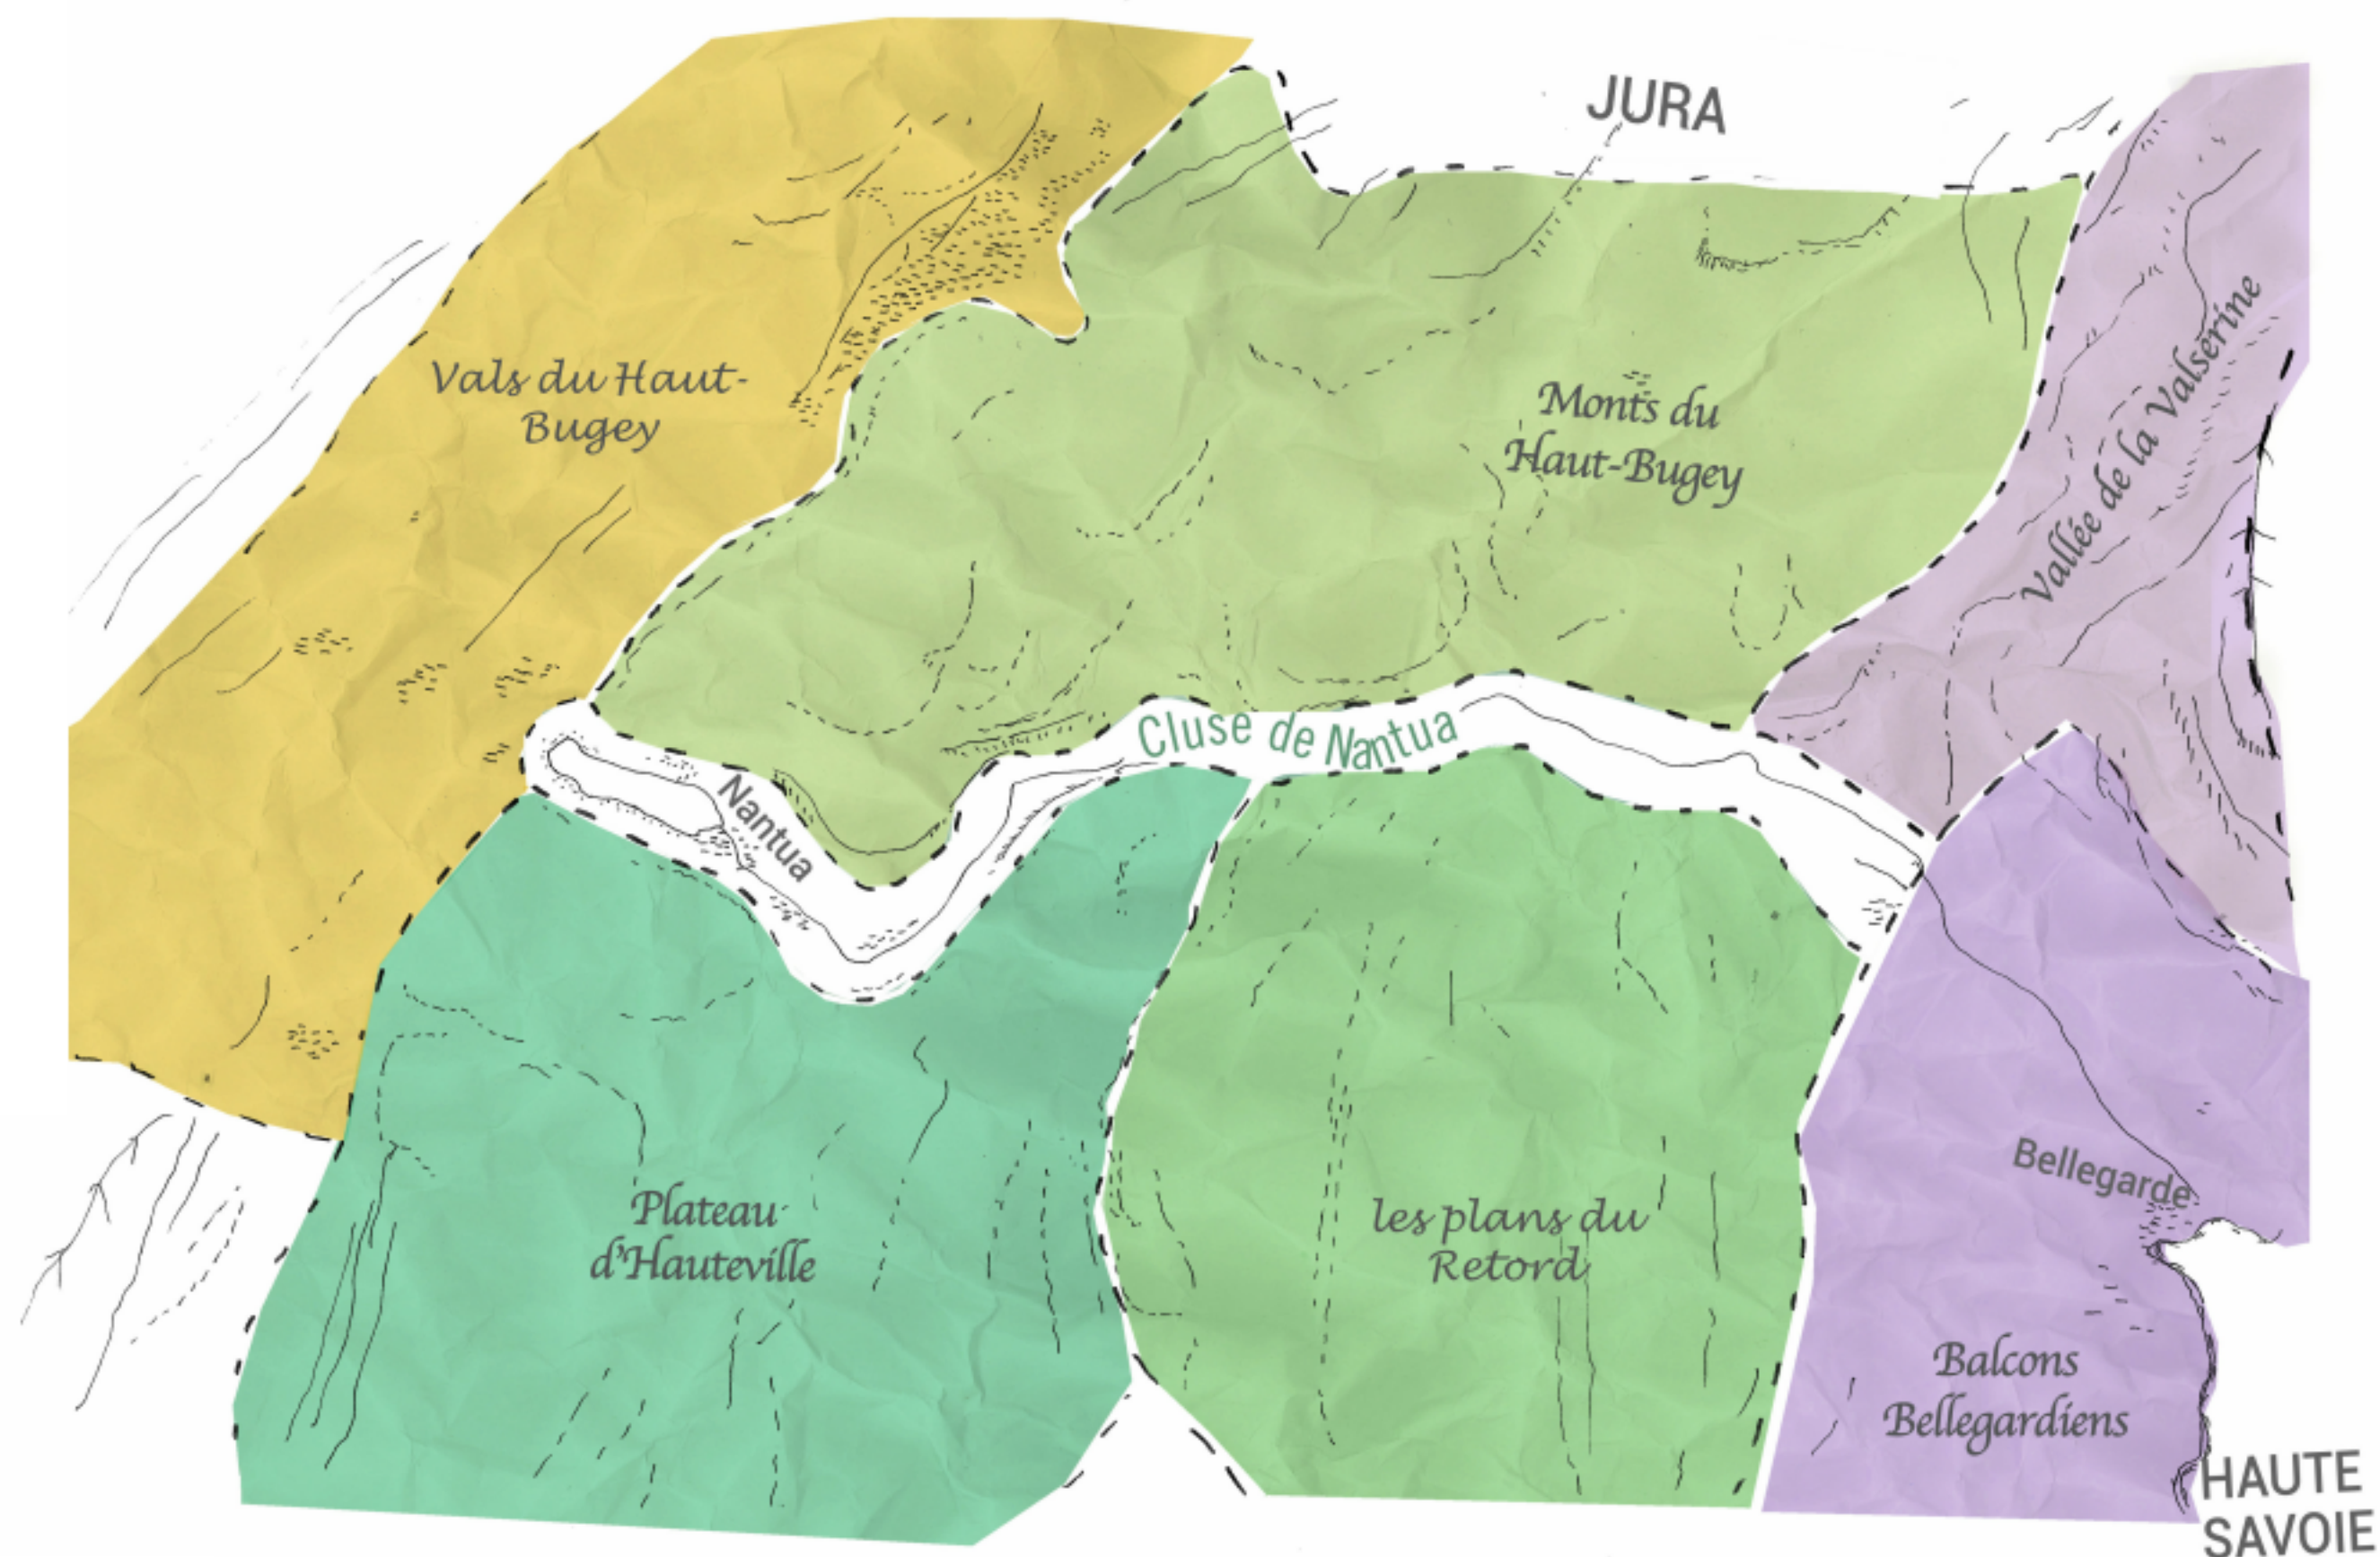 JURA
Vals du Haut-
Bugey
Monts du
Haut-Bugey
Vallée de la Valserine
Cluse de Nantua
Nantua
Plateau
d'Hauteville
les plans du
Retord
Bellegarde
Balcons
Bellegardiens
HAUTE
SAVOIE